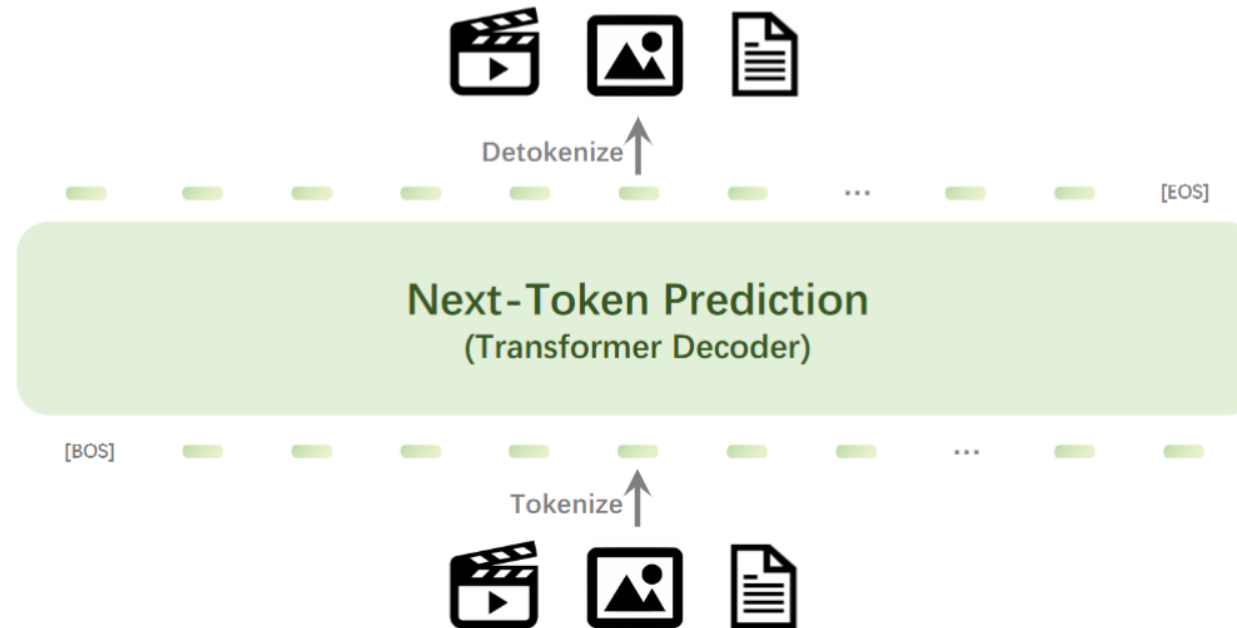 Detokenize
... [EOS]
Next-Token Prediction
(Transformer Decoder)
[BOS] ...
Tokenize